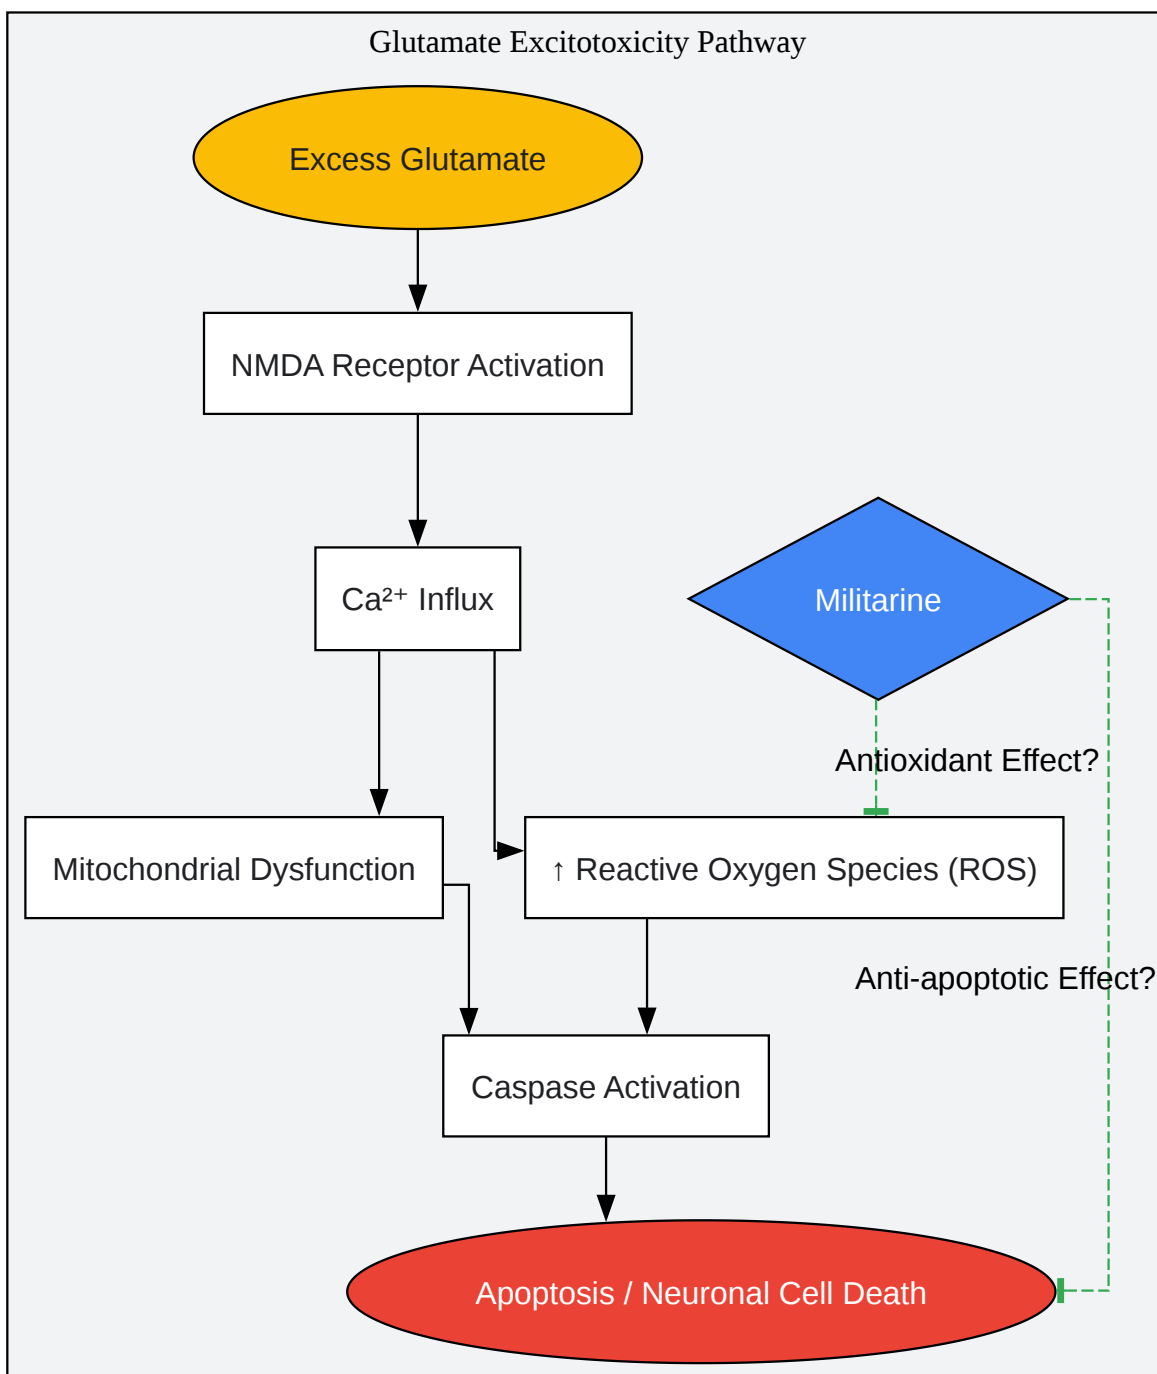 Glutamate Excitotoxicity Pathway
Excess Glutamate
NMDA Receptor Activation
Ca²⁺ Influx
Militarine
Antioxidant Effect?
Mitochondrial Dysfunction
↑ Reactive Oxygen Species (ROS)
Anti-apoptotic Effect?
Caspase Activation
Apoptosis / Neuronal Cell Death